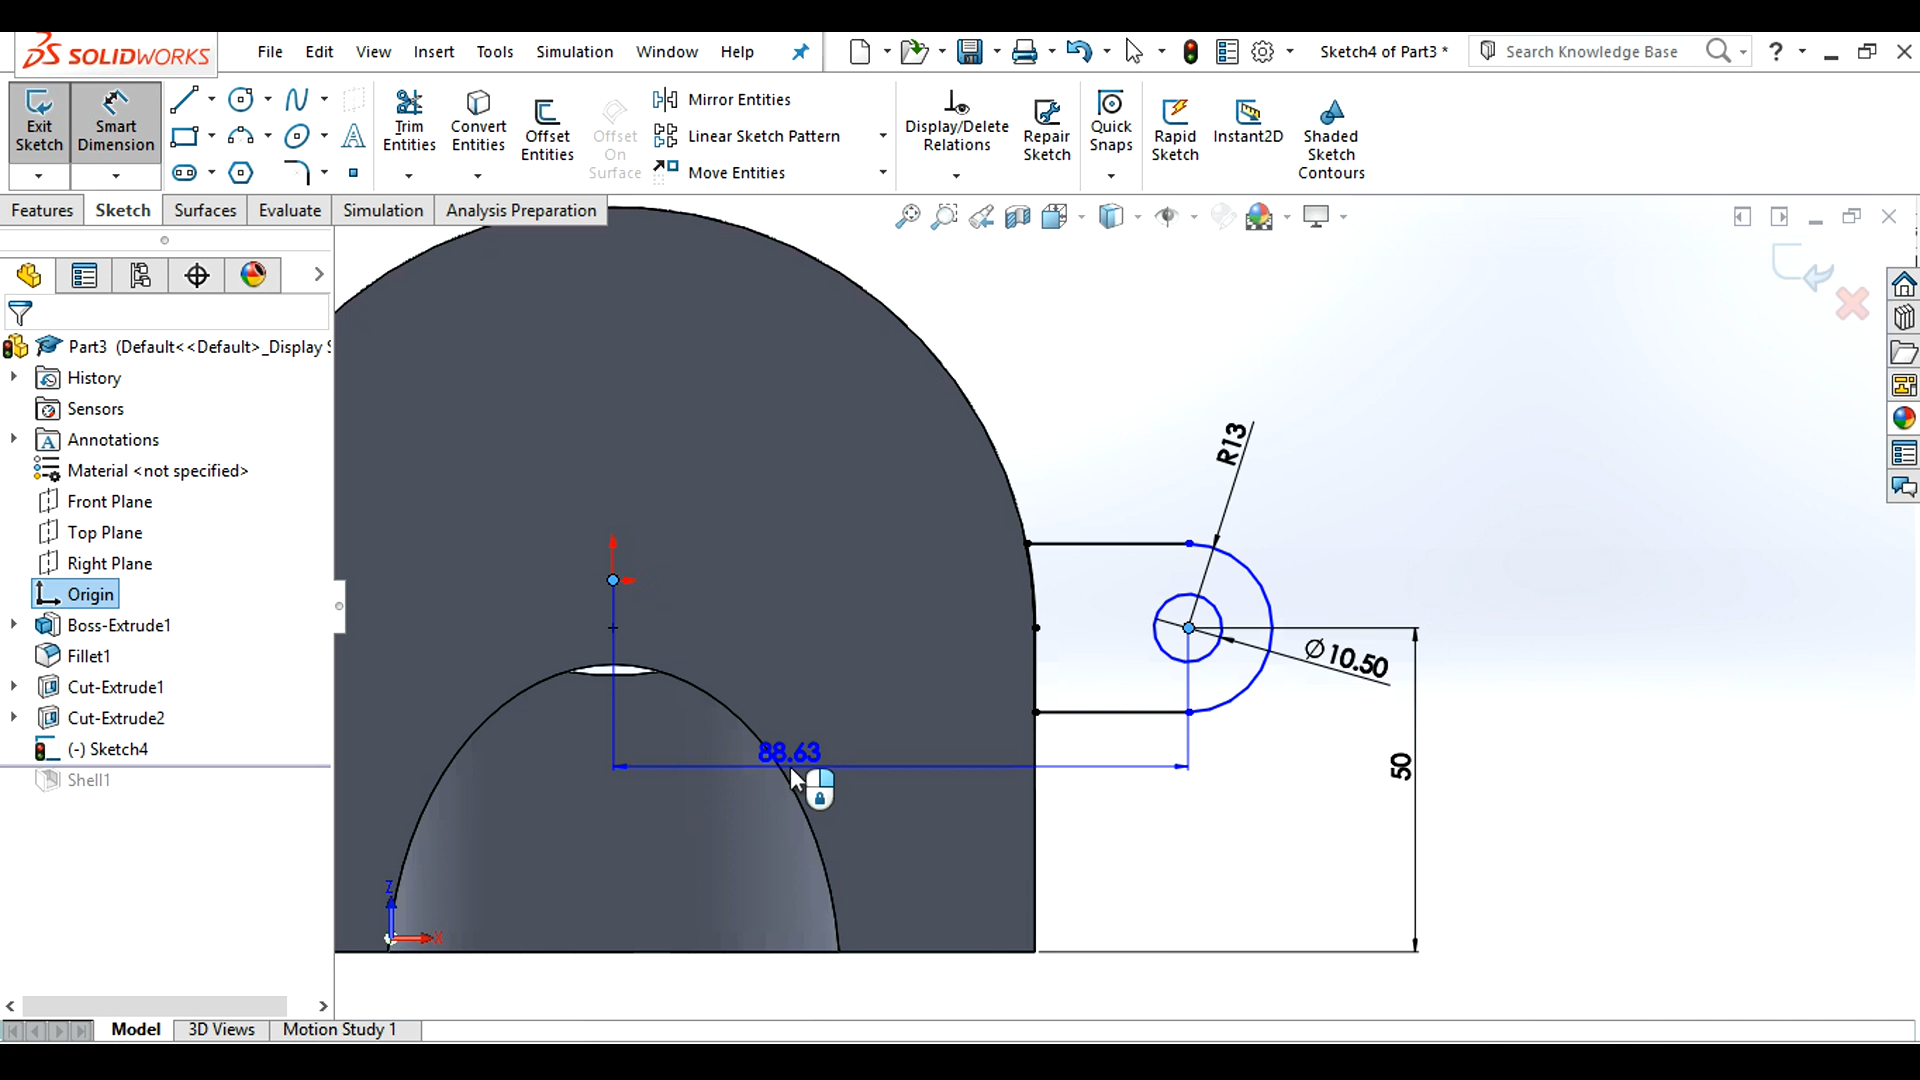 SOLIDWORKS File Edit View Insert Tools Simulation Window Help Sketch4 of Part3 * Search Knowledge Base ?
Exit Sketch
Smart Dimension
Trim Entities
Convert Entities
Offset Entities
Offset On Surface
Mirror Entities
Linear Sketch Pattern
Move Entities
Display/Delete Relations
Repair Sketch
Quick Snaps
Rapid Sketch
Instant2D
Shaded Sketch Contours
Features Sketch Surfaces Evaluate Simulation Analysis Preparation
Part3 (Default<<Default>_Display S
History
Sensors
Annotations
Material <not specified>
Front Plane
Top Plane
Right Plane
Origin
Boss-Extrude1
Fillet1
Cut-Extrude1
Cut-Extrude2
(-) Sketch4
Shell1
R13
Ø 10.50
88.63
50
Z
X
Model 3D Views Motion Study 1